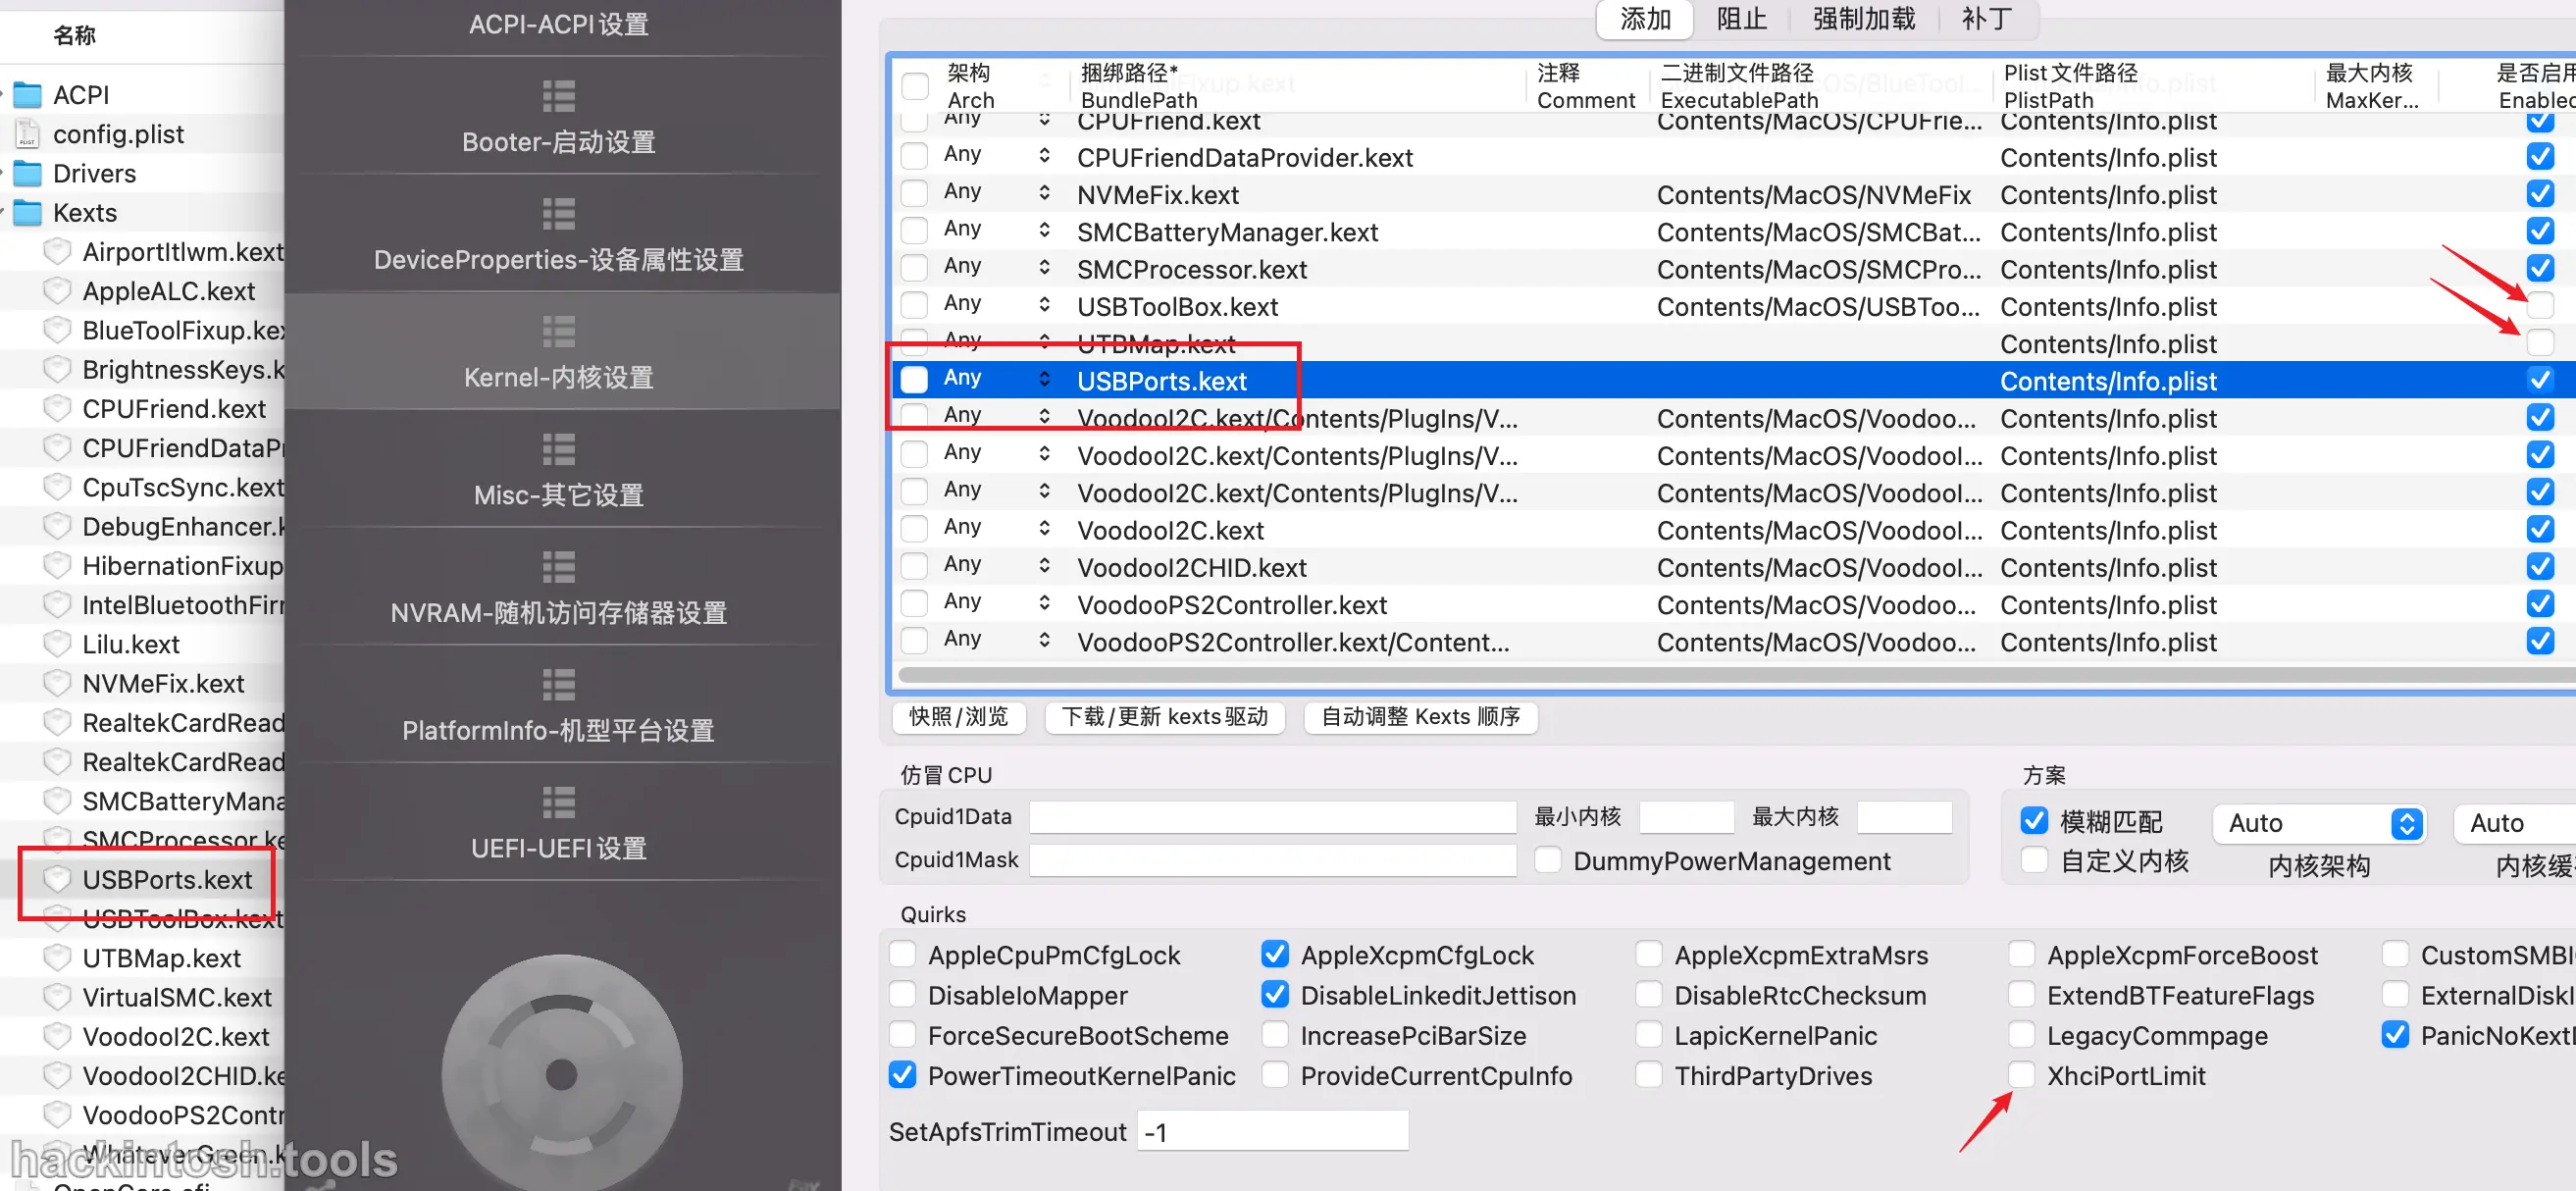 名称
ACPI
config.plist
Drivers
Kexts
AirportItlwm.kext
AppleALC.kext
BlueToolFixup.kex
BrightnessKeys.k
CPUFriend.kext
CPUFriendDataPr
CpuTscSync.kext
DebugEnhancer.k
HibernationFixup
IntelBluetoothFirr
Lilu.kext
NVMeFix.kext
RealtekCardRead
RealtekCardRead
SMCBatteryMana
SMCProcessor.ke
USBPorts.kext
USBToolBox.kext
UTBMap.kext
VirtualSMC.kext
VoodooI2C.kext
VoodooI2CHID.ke
VoodooPS2Contr
WhateverGreen.k
hackintosh.tools
ACPI-ACPI设置
Booter-启动设置
DeviceProperties-设备属性设置
Kernel-内核设置
Misc-其它设置
NVRAM-随机访问存储器设置
PlatformInfo-机型平台设置
UEFI-UEFI设置
添加 阻止 强制加载 补丁
架构 捆绑路径* 注释 二进制文件路径 Plist文件路径 最大内核 是否启用
Arch BundlePath Comment ExecutablePath PlistPath MaxKer... Enabled
Any CPUFriend.kext Contents/MacOS/CPUFrie... Contents/Info.plist
Any CPUFriendDataProvider.kext Contents/Info.plist
Any NVMeFix.kext Contents/MacOS/NVMeFix Contents/Info.plist
Any SMCBatteryManager.kext Contents/MacOS/SMCBat... Contents/Info.plist
Any SMCProcessor.kext Contents/MacOS/SMCPro... Contents/Info.plist
Any USBToolBox.kext Contents/MacOS/USBToo... Contents/Info.plist
Any UTBMap.kext Contents/Info.plist
Any USBPorts.kext Contents/Info.plist
Any VoodooI2C.kext/Contents/PlugIns/V... Contents/MacOS/Voodoo... Contents/Info.plist
Any VoodooI2C.kext/Contents/PlugIns/V... Contents/MacOS/VoodooI... Contents/Info.plist
Any VoodooI2C.kext/Contents/PlugIns/V... Contents/MacOS/VoodooI... Contents/Info.plist
Any VoodooI2C.kext Contents/MacOS/VoodooI... Contents/Info.plist
Any VoodooI2CHID.kext Contents/MacOS/VoodooI... Contents/Info.plist
Any VoodooPS2Controller.kext Contents/MacOS/Voodoo... Contents/Info.plist
Any VoodooPS2Controller.kext/Content... Contents/MacOS/Voodoo... Contents/Info.plist
快照/浏览 下载/更新 kexts驱动 自动调整 Kexts 顺序
仿冒CPU 方案
Cpuid1Data 最小内核 最大内核 模糊匹配 Auto Auto
Cpuid1Mask DummyPowerManagement 自定义内核 内核架构 内核缓
Quirks
AppleCpuPmCfgLock AppleXcpmCfgLock AppleXcpmExtraMsrs AppleXcpmForceBoost CustomSMBI
DisableIoMapper DisableLinkeditJettison DisableRtcChecksum ExtendBTFeatureFlags ExternalDiskI
ForceSecureBootScheme IncreasePciBarSize LapicKernelPanic LegacyCommpage PanicNoKextI
PowerTimeoutKernelPanic ProvideCurrentCpuInfo ThirdPartyDrives XhciPortLimit
SetApfsTrimTimeout -1